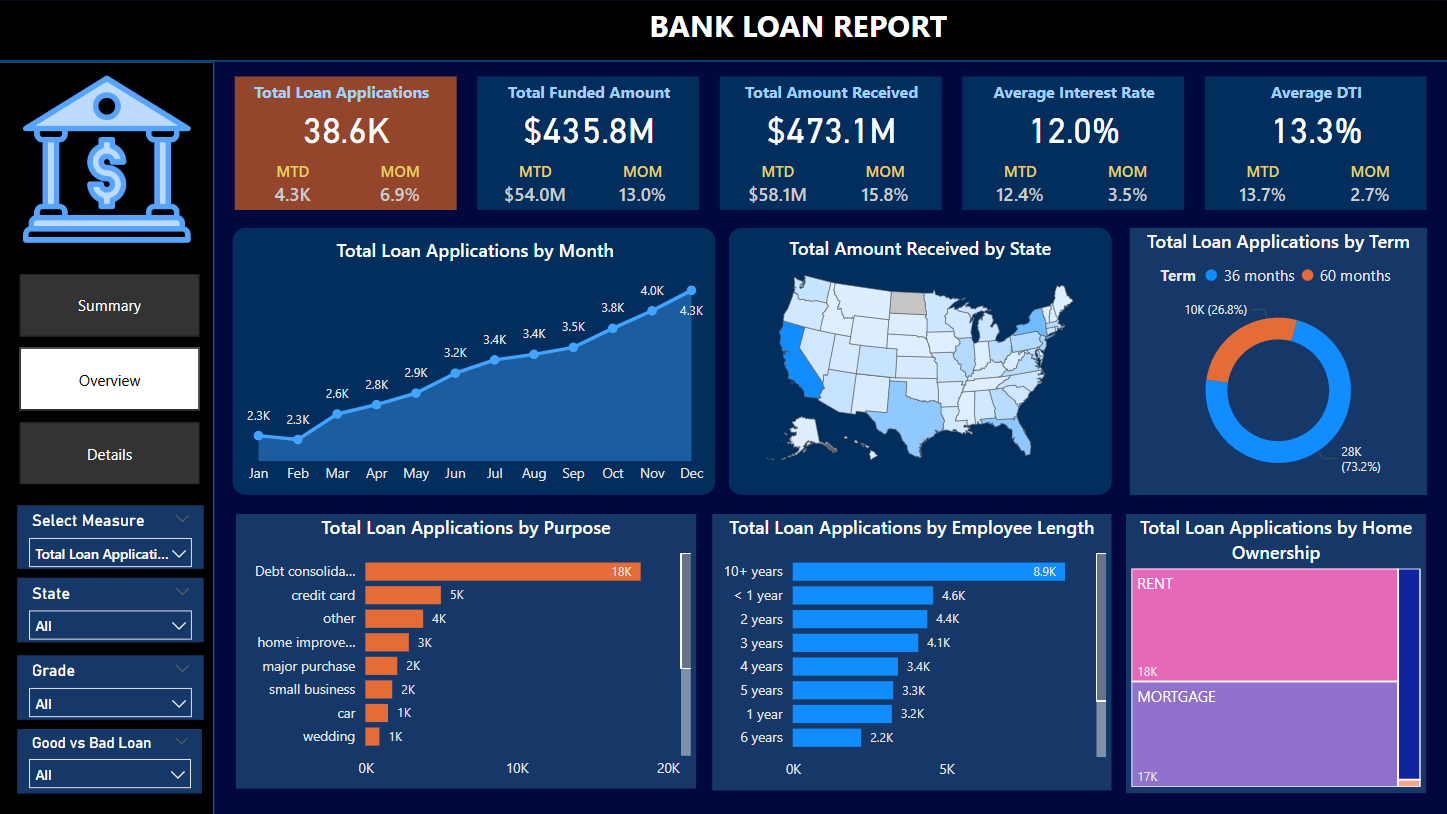 BANK LOAN REPORT
Total Loan Applications
38.6K
MTD MOM
4.3K 6.9%
Total Funded Amount
$435.8M
MTD MOM
$54.0M 13.0%
Total Amount Received
$473.1M
MTD MOM
$58.1M 15.8%
Average Interest Rate
12.0%
MTD MOM
12.4% 3.5%
Average DTI
13.3%
MTD MOM
13.7% 2.7%
$
Summary
Overview
Details
Select Measure
Total Loan Applicati...
State
All
Grade
All
Good vs Bad Loan
All
Total Loan Applications by Month
2.3K 2.3K 2.6K 2.8K 2.9K 3.2K 3.4K 3.4K 3.5K 3.8K 4.0K 4.3K
Jan Feb Mar Apr May Jun Jul Aug Sep Oct Nov Dec
Total Amount Received by State
Total Loan Applications by Term
Term 36 months 60 months
10K (26.8%)
28K
(73.2%)
Total Loan Applications by Purpose
Debt consolida... 18K
credit card 5K
other 4K
home improve... 3K
major purchase 2K
small business 2K
car 1K
wedding 1K
0K 10K 20K
Total Loan Applications by Employee Length
10+ years 8.9K
< 1 year 4.6K
2 years 4.4K
3 years 4.1K
4 years 3.4K
5 years 3.3K
1 year 3.2K
6 years 2.2K
0K 5K
Total Loan Applications by Home
Ownership
RENT
18K
MORTGAGE
17K